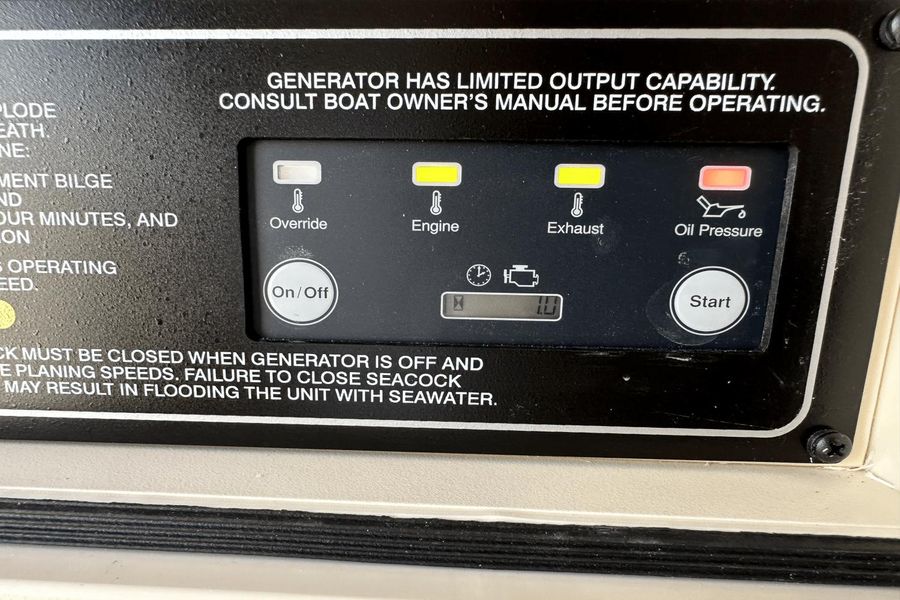 GENERATOR HAS LIMITED OUTPUT CAPABILITY.
CONSULT BOAT OWNER'S MANUAL BEFORE OPERATING.
PLODE
EATH.
NE:
MENT BILGE
ND
OUR MINUTES, AND
ION
S OPERATING
EED.
Override
Engine
Exhaust
Oil Pressure
On/Off
1.0
Start
CK MUST BE CLOSED WHEN GENERATOR IS OFF AND
E PLANING SPEEDS. FAILURE TO CLOSE SEACOCK
MAY RESULT IN FLOODING THE UNIT WITH SEAWATER.